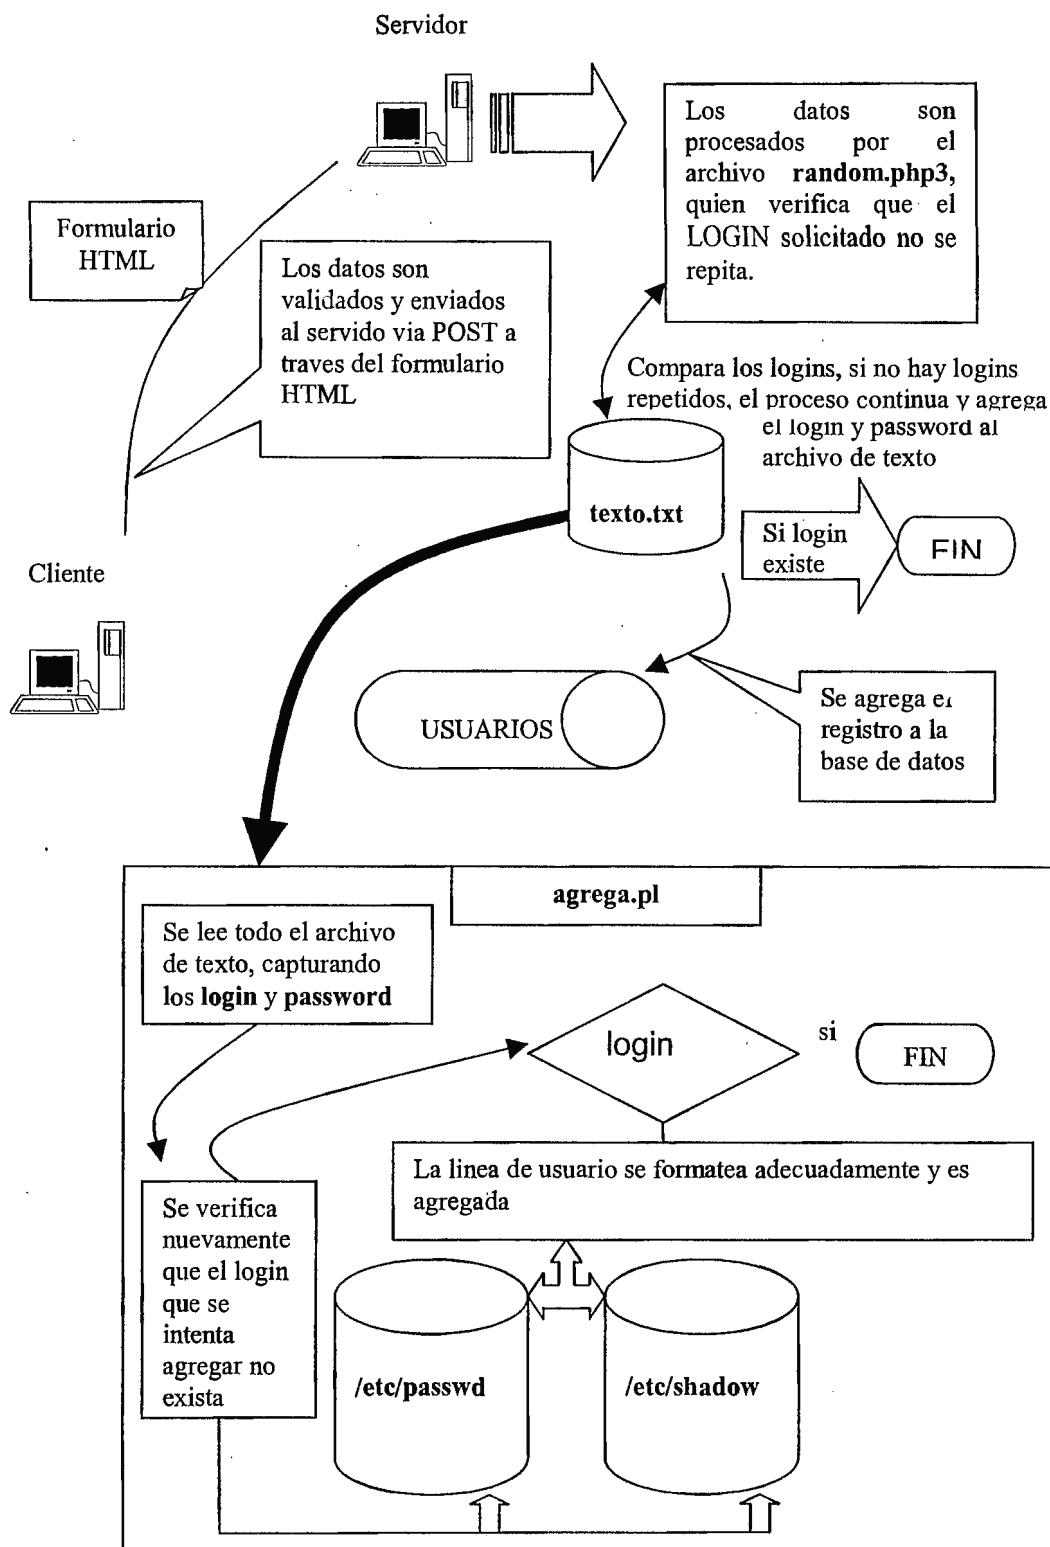 Servidor
Los datos son
procesados por el
archivo random.php3,
quien verifica que el
LOGIN solicitado no se
repita.
Formulario
HTML
Los datos son
validados y enviados
al servido via POST a
traves del formulario
HTML
Compara los logins, si no hay logins
repetidos, el proceso continua y agrega
el login y password al
archivo de texto
texto.txt
Si login
existe
FIN
Cliente
USUARIOS
Se agrega el
registro a la
base de datos
agrega.pl
Se lee todo el archivo
de texto, capturando
los login y password
login
si
FIN
La linea de usuario se formatea adecuadamente y es
agregada
Se verifica
nuevamente
que el login
que se
intenta
agregar no
exista
/etc/passwd
/etc/shadow